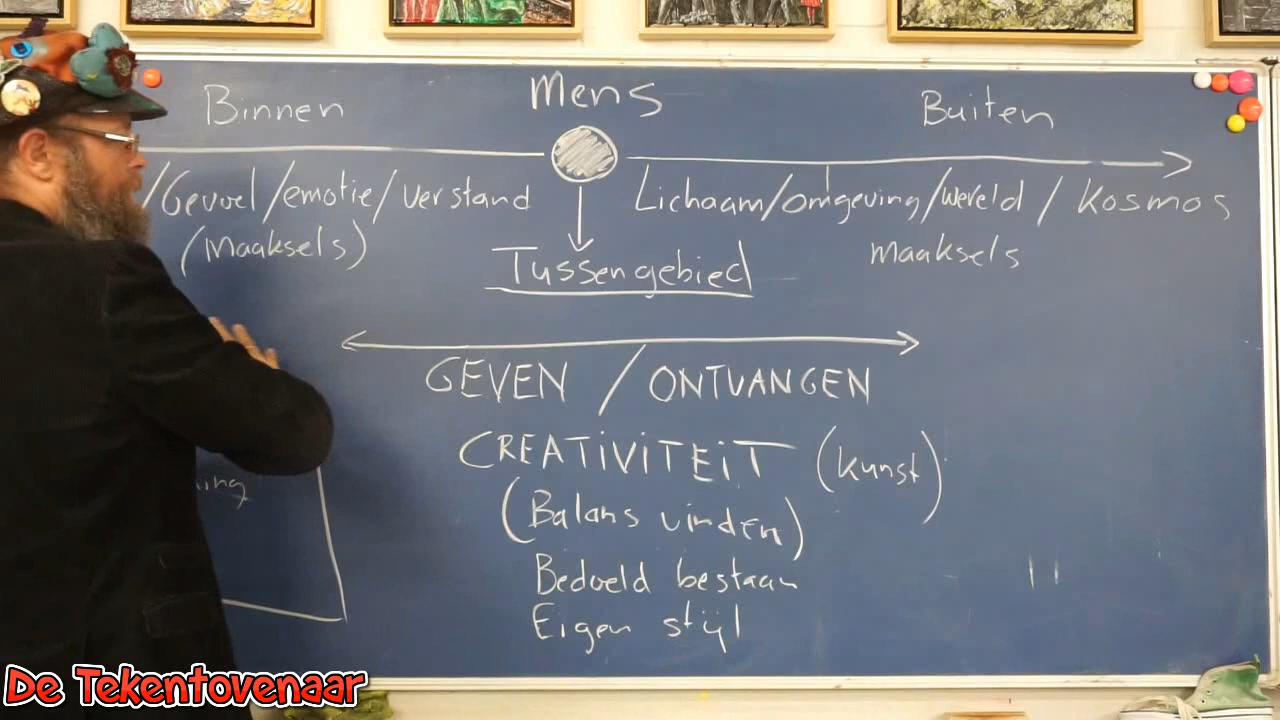 Mens
Binnen
Buiten
/Gevoel/emotie/verstand
Lichaam/omgeving/wereld/Kosmos
(Maaksels)
maaksels
Tussengebied
GEVEN / ONTVANGEN
CREATiViTEiT (kunst)
(Balans vinden)
Bedoeld bestaan
Eigen stijl
De Tekentovenaar